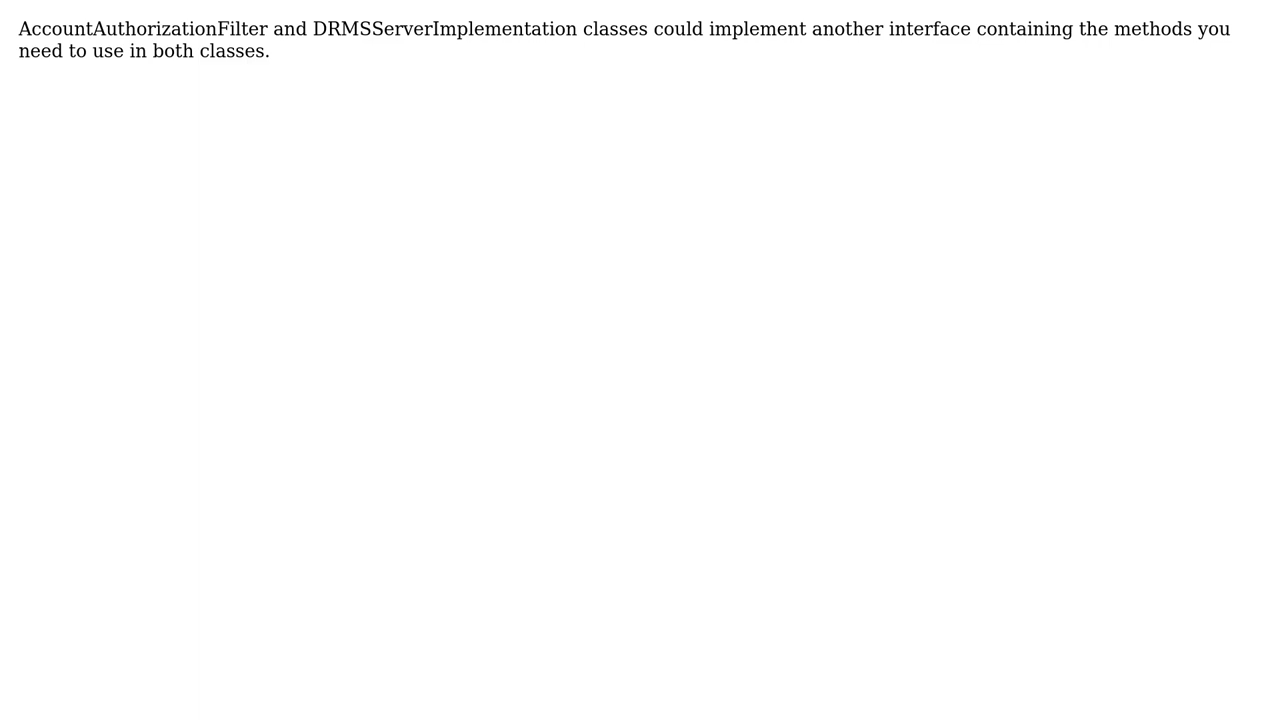 AccountAuthorizationFilter and DRMSServerImplementation classes could implement another interface containing the methods you
need to use in both classes.